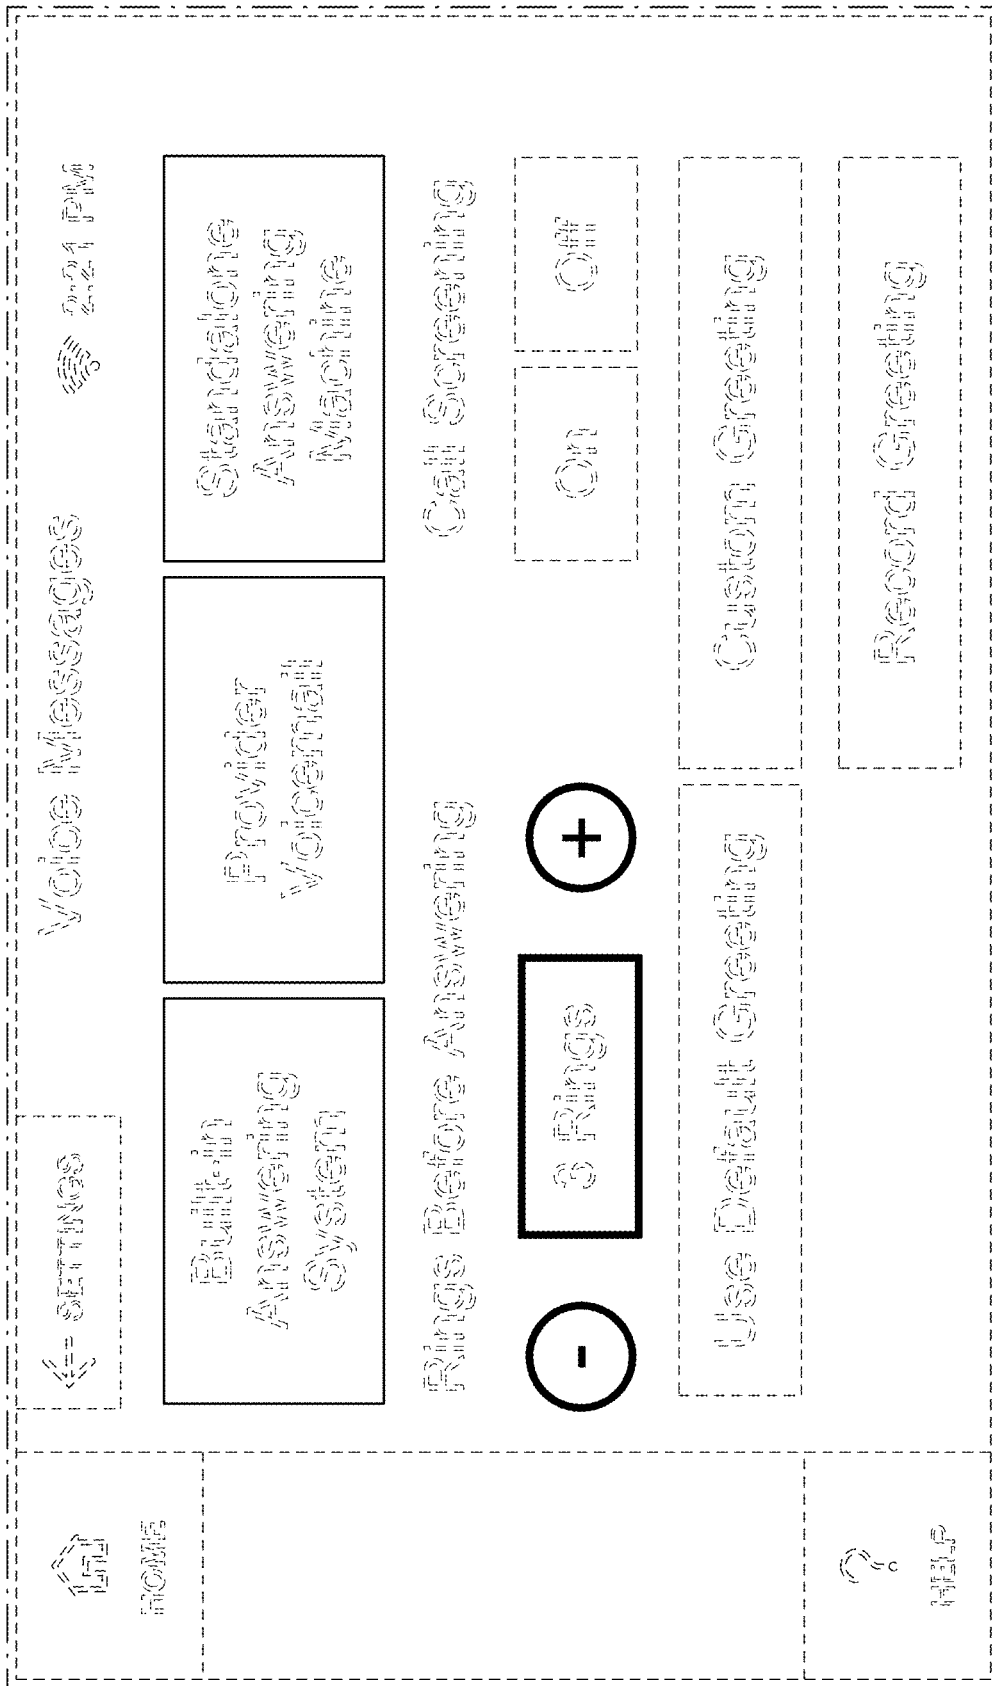 HOME
HELP
← SETTINGS
Voice Messages
2:21 PM
Built-in
Answering
System
Provider
Voicemail
Standalone
Answering
Machine
Rings Before Answering
Call Screening
-
3 Rings
+
On
Off
Use Default Greeting
Custom Greeting
Record Greeting